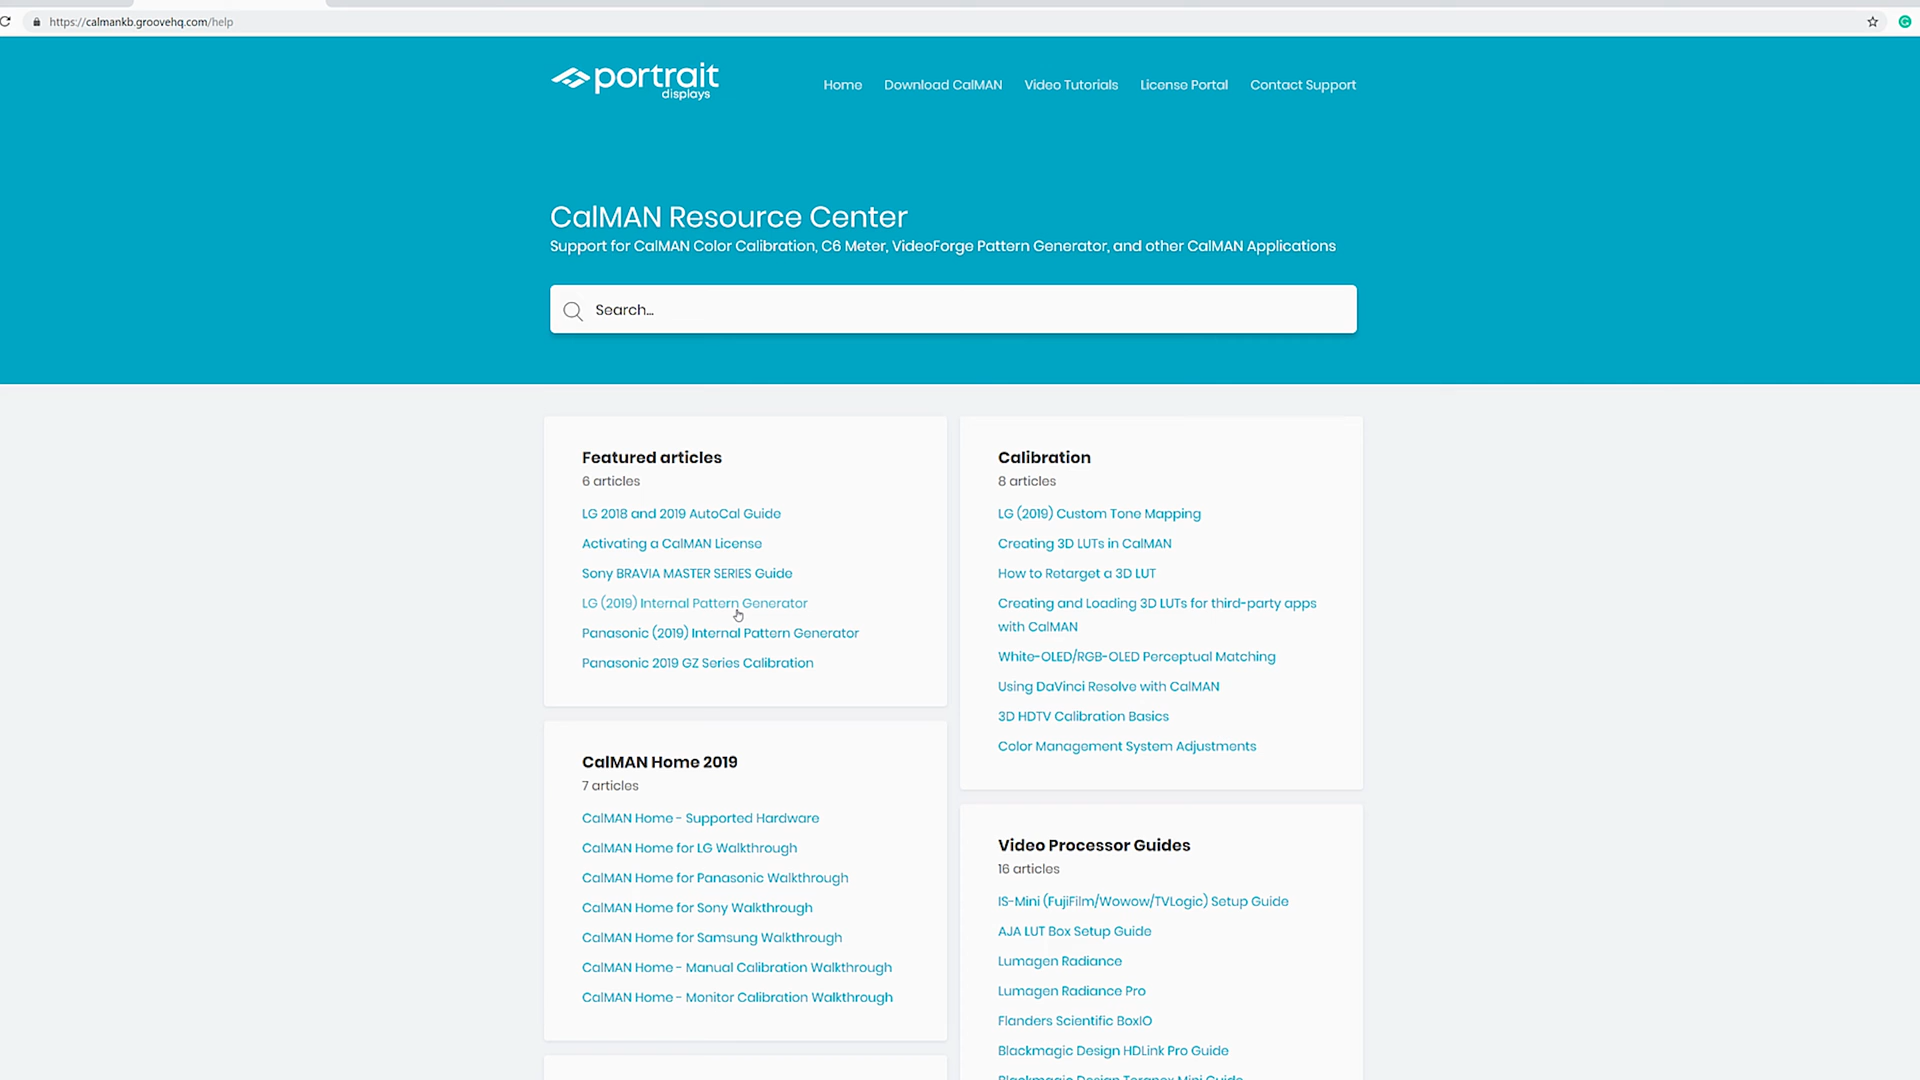 https://calmankb.groovehq.com/help
portrait
displays
Home Download CalMAN Video Tutorials License Portal Contact Support
CalMAN Resource Center
Support for CalMAN Color Calibration, C6 Meter, VideoForge Pattern Generator, and other CalMAN Applications
Search...
Featured articles
6 articles
LG 2018 and 2019 AutoCal Guide
Activating a CalMAN License
Sony BRAVIA MASTER SERIES Guide
LG (2019) Internal Pattern Generator
Panasonic (2019) Internal Pattern Generator
Panasonic 2019 GZ Series Calibration
CalMAN Home 2019
7 articles
CalMAN Home - Supported Hardware
CalMAN Home for LG Walkthrough
CalMAN Home for Panasonic Walkthrough
CalMAN Home for Sony Walkthrough
CalMAN Home for Samsung Walkthrough
CalMAN Home - Manual Calibration Walkthrough
CalMAN Home - Monitor Calibration Walkthrough
Calibration
8 articles
LG (2019) Custom Tone Mapping
Creating 3D LUTs in CalMAN
How to Retarget a 3D LUT
Creating and Loading 3D LUTs for third-party apps
with CalMAN
White-OLED/RGB-OLED Perceptual Matching
Using DaVinci Resolve with CalMAN
3D HDTV Calibration Basics
Color Management System Adjustments
Video Processor Guides
16 articles
IS-Mini (FujiFilm/Wowow/TVLogic) Setup Guide
AJA LUT Box Setup Guide
Lumagen Radiance
Lumagen Radiance Pro
Flanders Scientific BoxIO
Blackmagic Design HDLink Pro Guide
Blackmagic Design Teranex Mini Guide